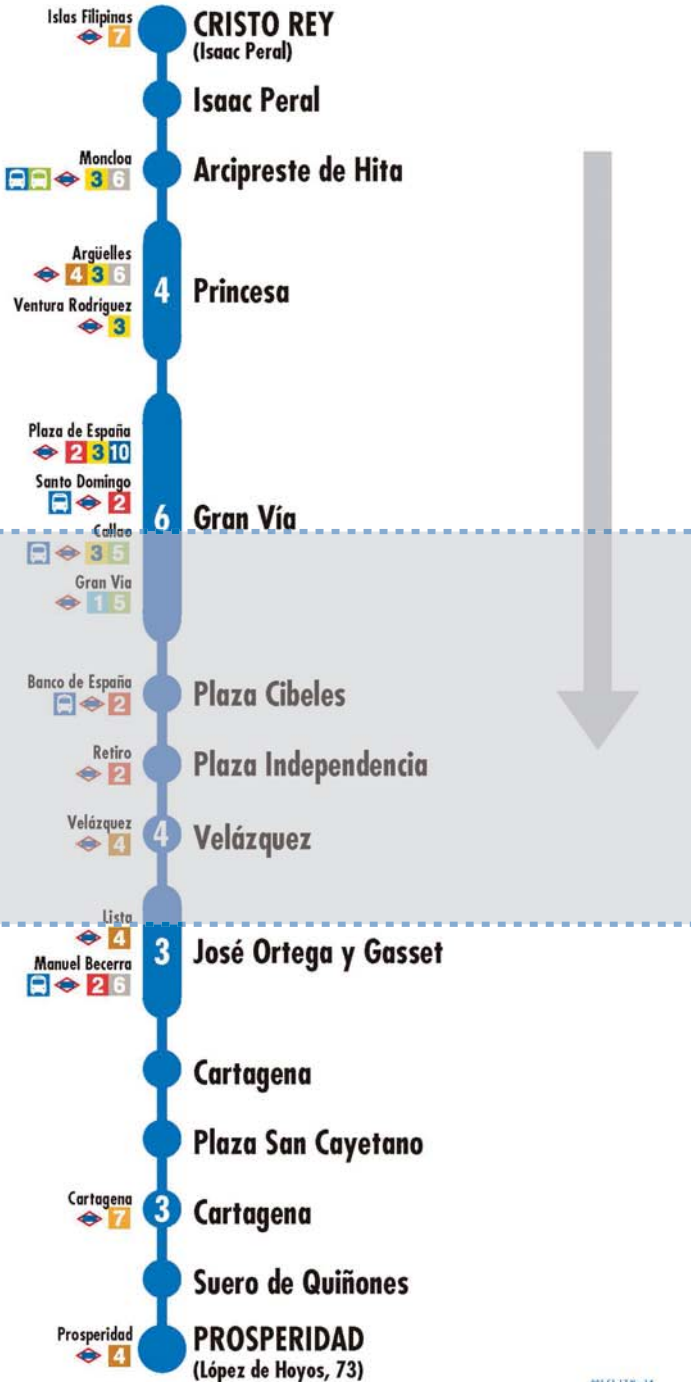 Islas Filipinas
7
CRISTO REY
(Isaac Peral)
Isaac Peral
Moncloa
3 6
Arcipreste de Hita
Argüelles
4 3 6
Ventura Rodríguez
3
4
Princesa
Plaza de España
2 3 10
Santo Domingo
2
Callao
3 5
Gran Via
1 5
6
Gran Vía
Banco de España
2
Plaza Cibeles
Retiro
2
Plaza Independencia
Velázquez
4
4
Velázquez
Lista
4
Manuel Becerra
2 6
3
José Ortega y Gasset
Cartagena
Plaza San Cayetano
Cartagena
7
3
Cartagena
Suero de Quiñones
Prosperidad
4
PROSPERIDAD
(López de Hoyos, 73)